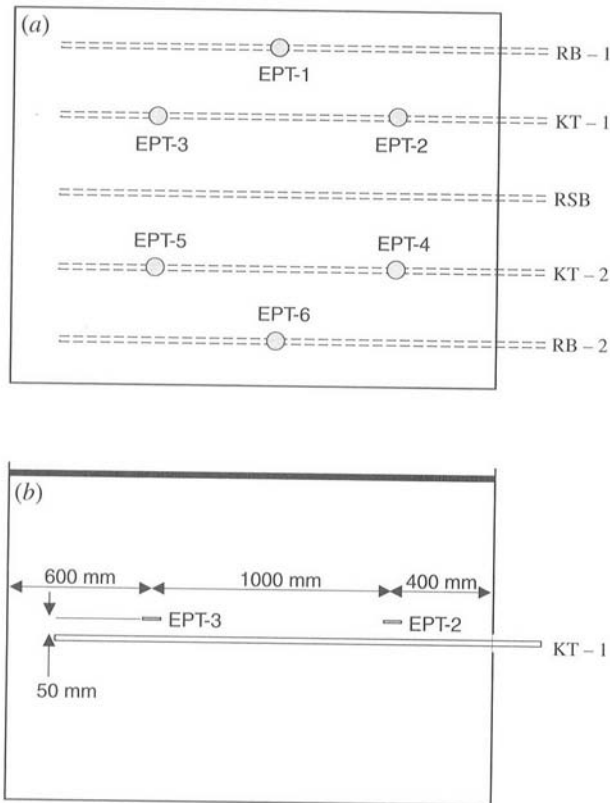 (a)
RB – 1
EPT-1
KT – 1
EPT-3 EPT-2
RSB
EPT-5 EPT-4
KT – 2
EPT-6
RB – 2
(b)
600 mm 1000 mm 400 mm
EPT-3 EPT-2
KT – 1
50 mm